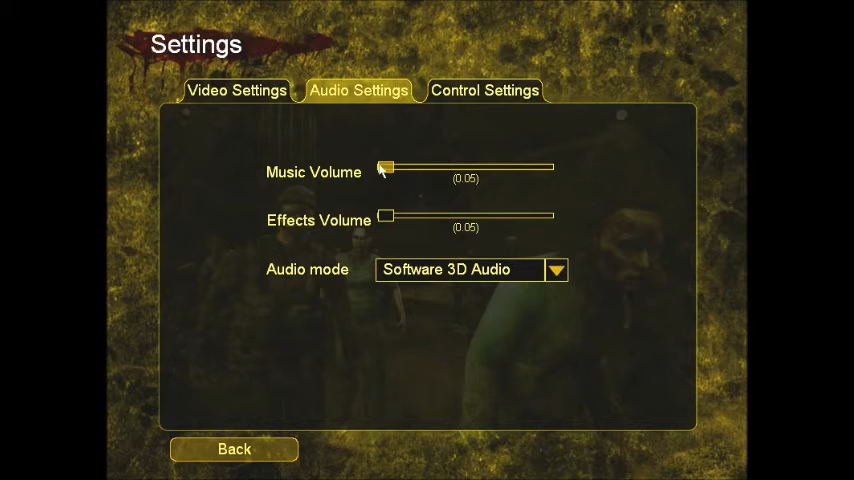 Settings
Video Settings
Audio Settings
Control Settings
Music Volume
(0.05)
Effects Volume
(0.05)
Audio mode
Software 3D Audio
Back